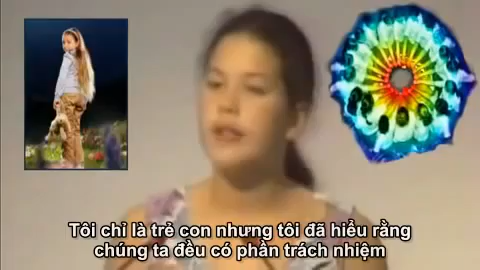 Tôi chỉ là trẻ con nhưng tôi đã hiểu rằng
chúng ta đều có phần trách nhiệm